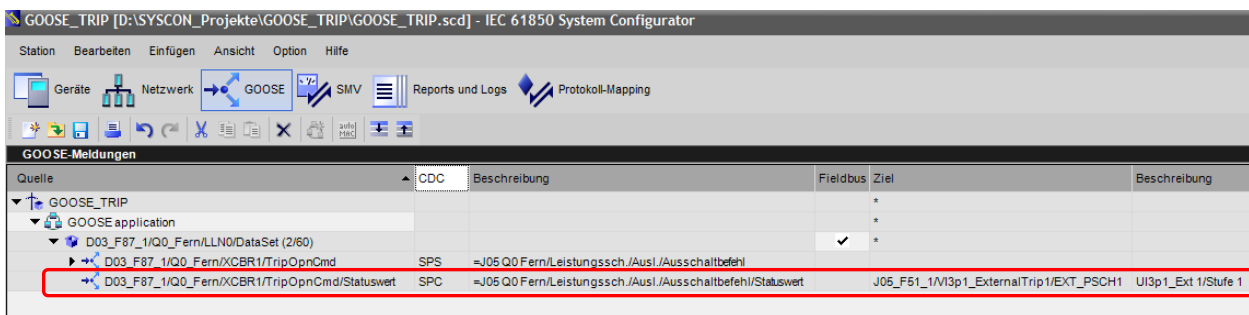 GOOSE_TRIP [D:\SYSCON_Projekte\GOOSE_TRIP\GOOSE_TRIP.scd] - IEC 61850 System Configurator
Station Bearbeiten Einfügen Ansicht Option Hilfe
Geräte Netzwerk GOOSE SMV Reports und Logs Protokoll-Mapping
auto MAC
GOOSE-Meldungen
Quelle CDC Beschreibung Fieldbus Ziel Beschreibung
GOOSE_TRIP *
GOOSE application *
D03_F87_1/Q0_Fern/LLN0/DataSet (2/60) *
D03_F87_1/Q0_Fern/XCBR1/TripOpnCmd SPS =J05 Q0 Fern/Leistungssch./Ausl./Ausschaltbefehl
D03_F87_1/Q0_Fern/XCBR1/TripOpnCmd/Statuswert SPC =J05 Q0 Fern/Leistungssch./Ausl./Ausschaltbefehl/Statuswert J05_F51_1/VI3p1_ExternalTrip1/EXT_PSCH1 UI3p1_Ext 1/Stufe 1